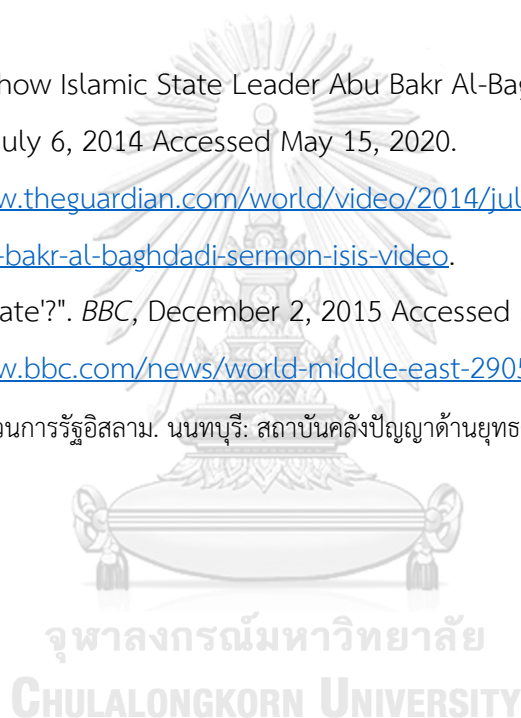 how Islamic State Leader Abu Bakr Al-Bag
uly 6, 2014 Accessed May 15, 2020.
w.theguardian.com/world/video/2014/jul
-bakr-al-baghdadi-sermon-isis-video.
ate'?". BBC, December 2, 2015 Accessed
w.bbc.com/news/world-middle-east-2905
วนการรัฐอิสลาม. นนทบุรี: สถาบันคลังปัญญาด้านยุทธ
จุฬาลงกรณ์มหาวิทยาลัย
CHULALONGKORN UNIVERSITY